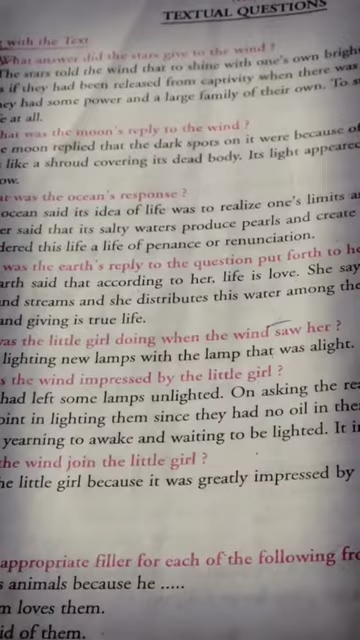 TEXTUAL QUESTIONS
with the Text
What answer did the stars give to the wind ?
The stars told the wind that to shine with one's own brigh
s if they had been released from captivity when there was
hey had some power and a large family of their own. To s
e at all.
hat was the moon's reply to the wind ?
e moon replied that the dark spots on it were because of
like a shroud covering its dead body. Its light appeared
ow.
at was the ocean's response ?
ocean said its idea of life was to realize one's limits a
er said that its salty waters produce pearls and create
dered this life a life of penance or renunciation.
was the earth's reply to the question put forth to he
arth said that according to her, life is love. She say
nd streams and she distributes this water among the
and giving is true life.
as the little girl doing when the wind saw her ?
lighting new lamps with the lamp that was alight.
s the wind impressed by the little girl ?
had left some lamps unlighted. On asking the rea
oint in lighting them since they had no oil in the
yearning to awake and waiting to be lighted. It i
the wind join the little girl ?
he little girl because it was greatly impressed by
appropriate filler for each of the following fro
s animals because he .....
m loves them.
id of them.